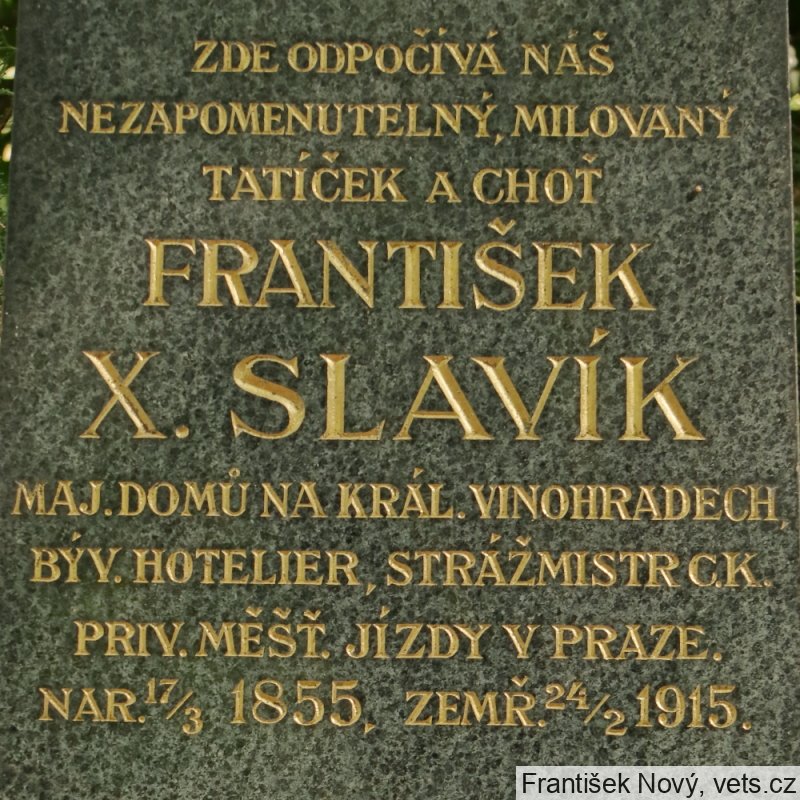 ZDE ODPOČÍVÁ NÁŠ
NEZAPOMENUTELNÝ, MILOVANÝ
TATÍČEK A CHOŤ
FRANTIŠEK
X. SLAVÍK
MAJ. DOMŮ NA KRÁL. VINOHRADECH,
BÝV. HOTELIER, STRÁŽMISTR C.K.
PRIV. MĚŠŤ. JÍZDY V PRAZE.
NAR. 17/3 1855, ZEMŘ. 24/2 1915.
František Nový, vets.cz